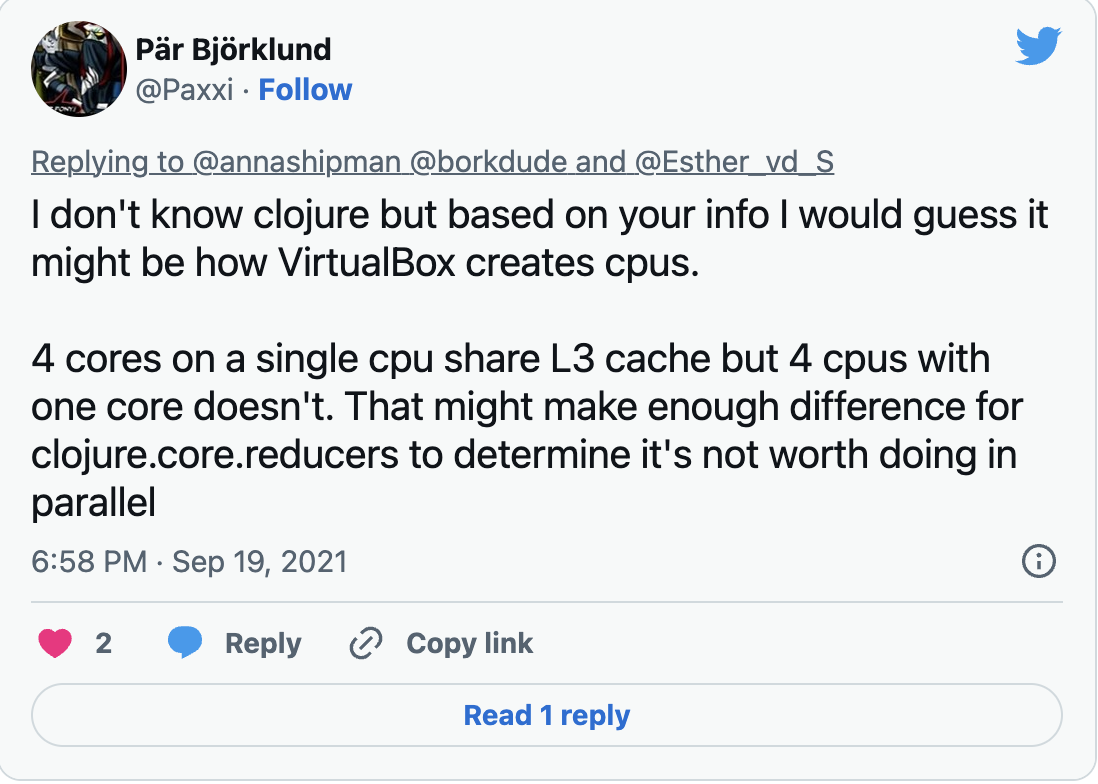 Pär Björklund
@Paxxi · Follow
Replying to @annashipman @borkdude and @Esther_vd_S
I don't know clojure but based on your info I would guess it
might be how VirtualBox creates cpus.
4 cores on a single cpu share L3 cache but 4 cpus with
one core doesn't. That might make enough difference for
clojure.core.reducers to determine it's not worth doing in
parallel
6:58 PM · Sep 19, 2021
2 Reply Copy link
Read 1 reply